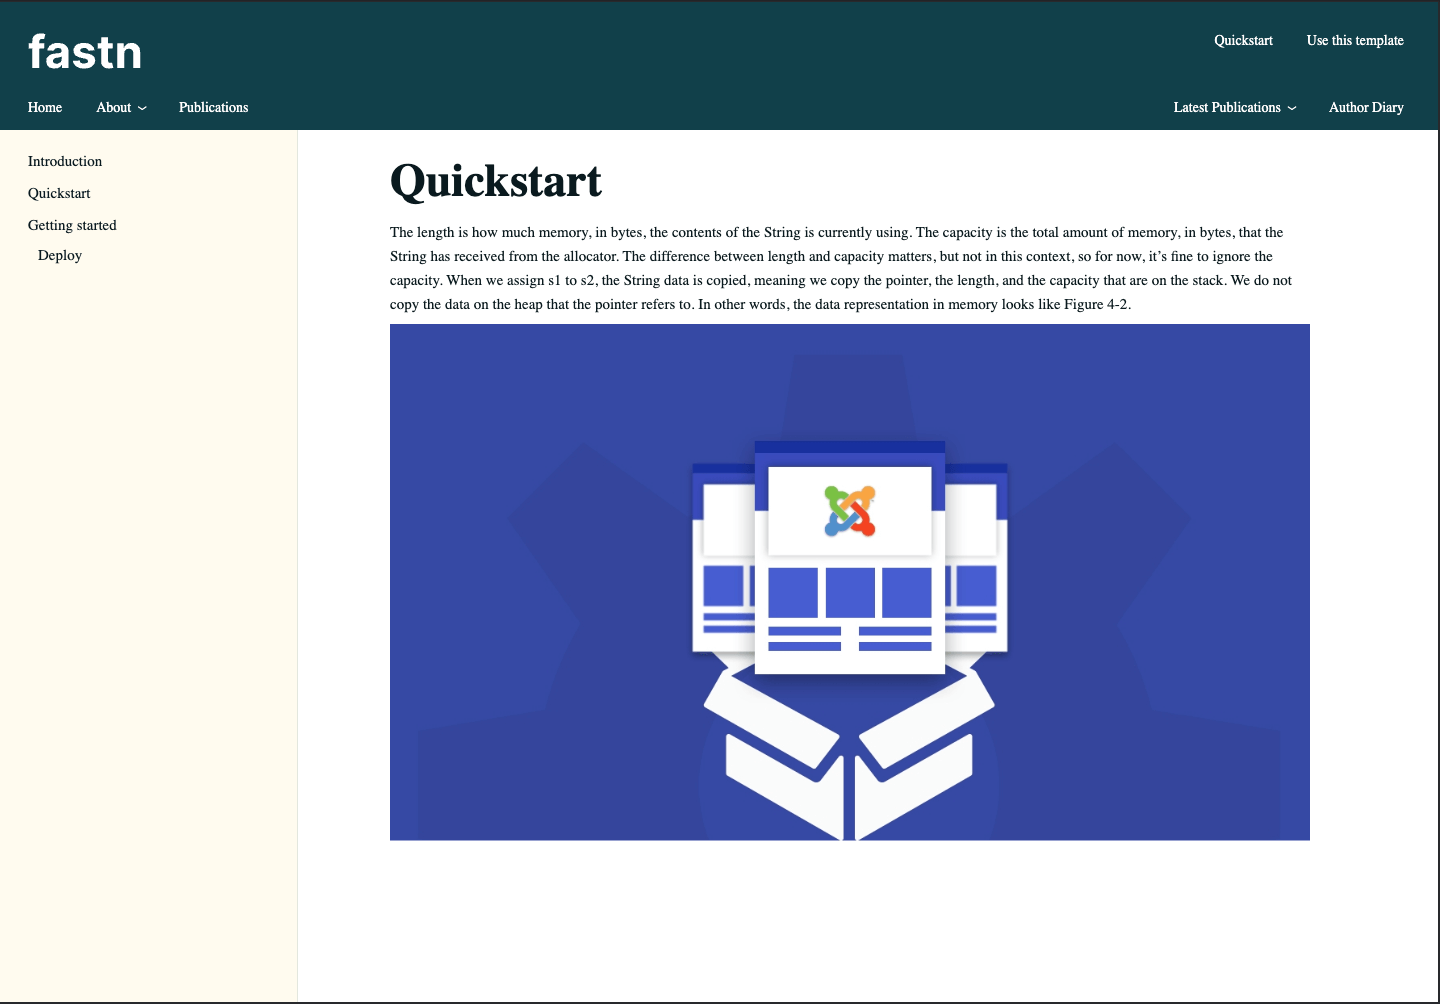 fastn
Quickstart Use this template
Home About Publications
Latest Publications Author Diary
Introduction
Quickstart
Getting started
Deploy
Quickstart
The length is how much memory, in bytes, the contents of the String is currently using. The capacity is the total amount of memory, in bytes, that the
String has received from the allocator. The difference between length and capacity matters, but not in this context, so for now, it’s fine to ignore the
capacity. When we assign s1 to s2, the String data is copied, meaning we copy the pointer, the length, and the capacity that are on the stack. We do not
copy the data on the heap that the pointer refers to. In other words, the data representation in memory looks like Figure 4-2.